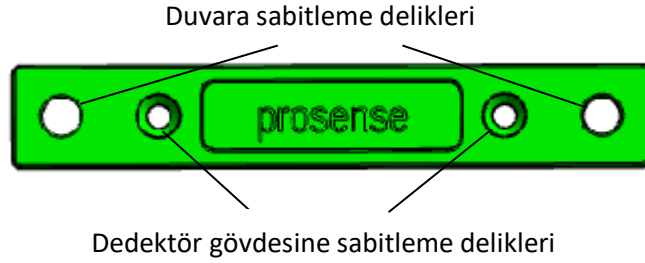 Duvara sabitleme delikleri
prosense
Dedektör gövdesine sabitleme delikleri